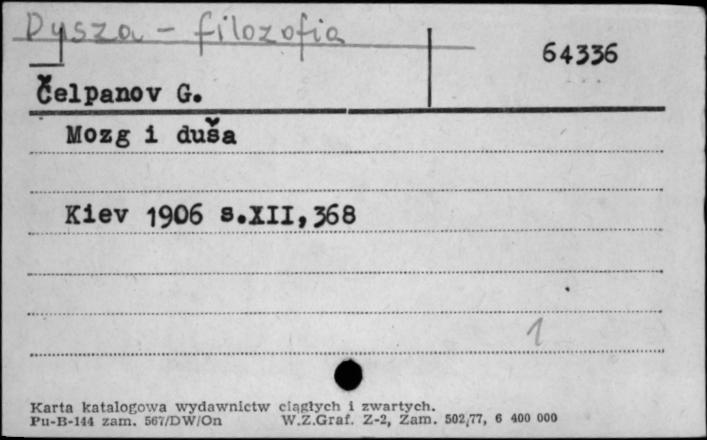 Dysza - filozofia
64336
Čelpanov G.
Mozg i duša
Kiev 1906 s.XII,368
1
Karta katalogowa wydawnictw ciągłych i zwartych.
Pu-B-144 zam. 567/DW/On W.Z.Graf. Z-2, Zam. 502/77, 6 400 000